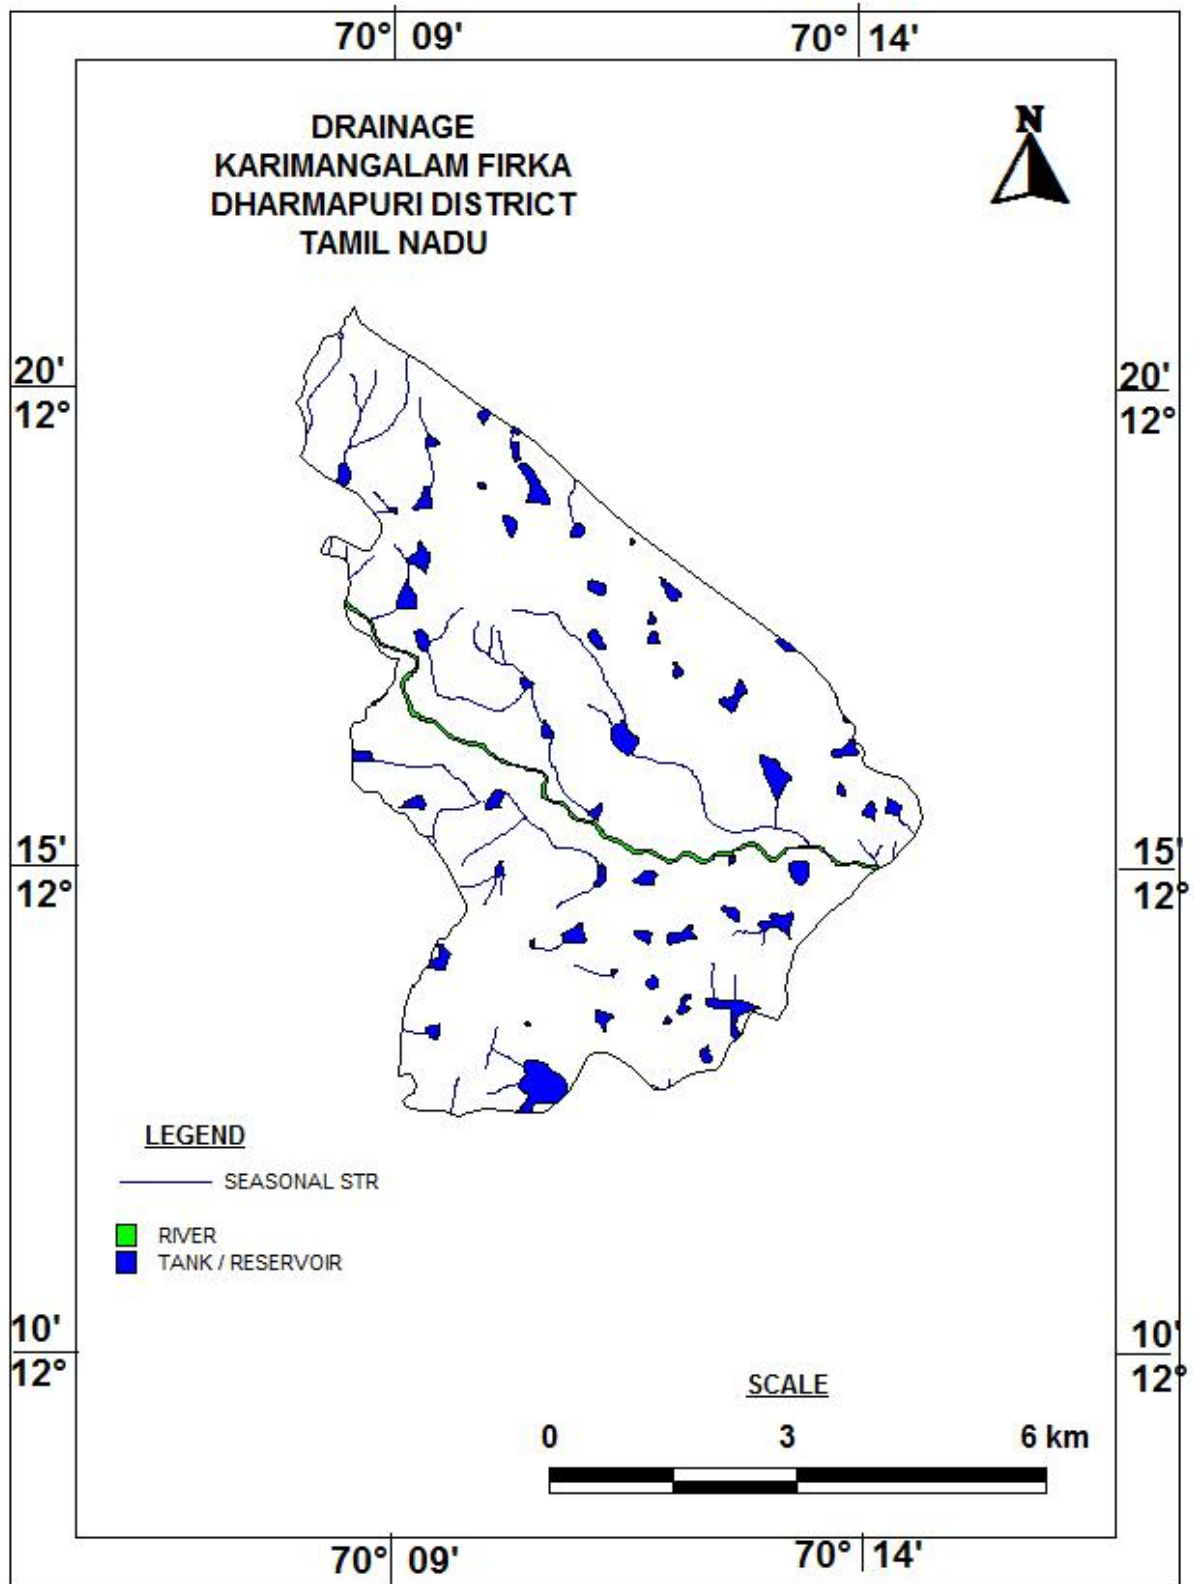 70° 09' 70° 14'
N
DRAINAGE
KARIMANGALAM FIRKA
DHARMAPURI DISTRICT
TAMIL NADU
20' 20'
12° 12°
15' 15'
12° 12°
LEGEND
SEASONAL STR
RIVER
TANK / RESERVOIR
10' 10'
12° 12°
SCALE
0 3 6 km
70° 09' 70° 14'